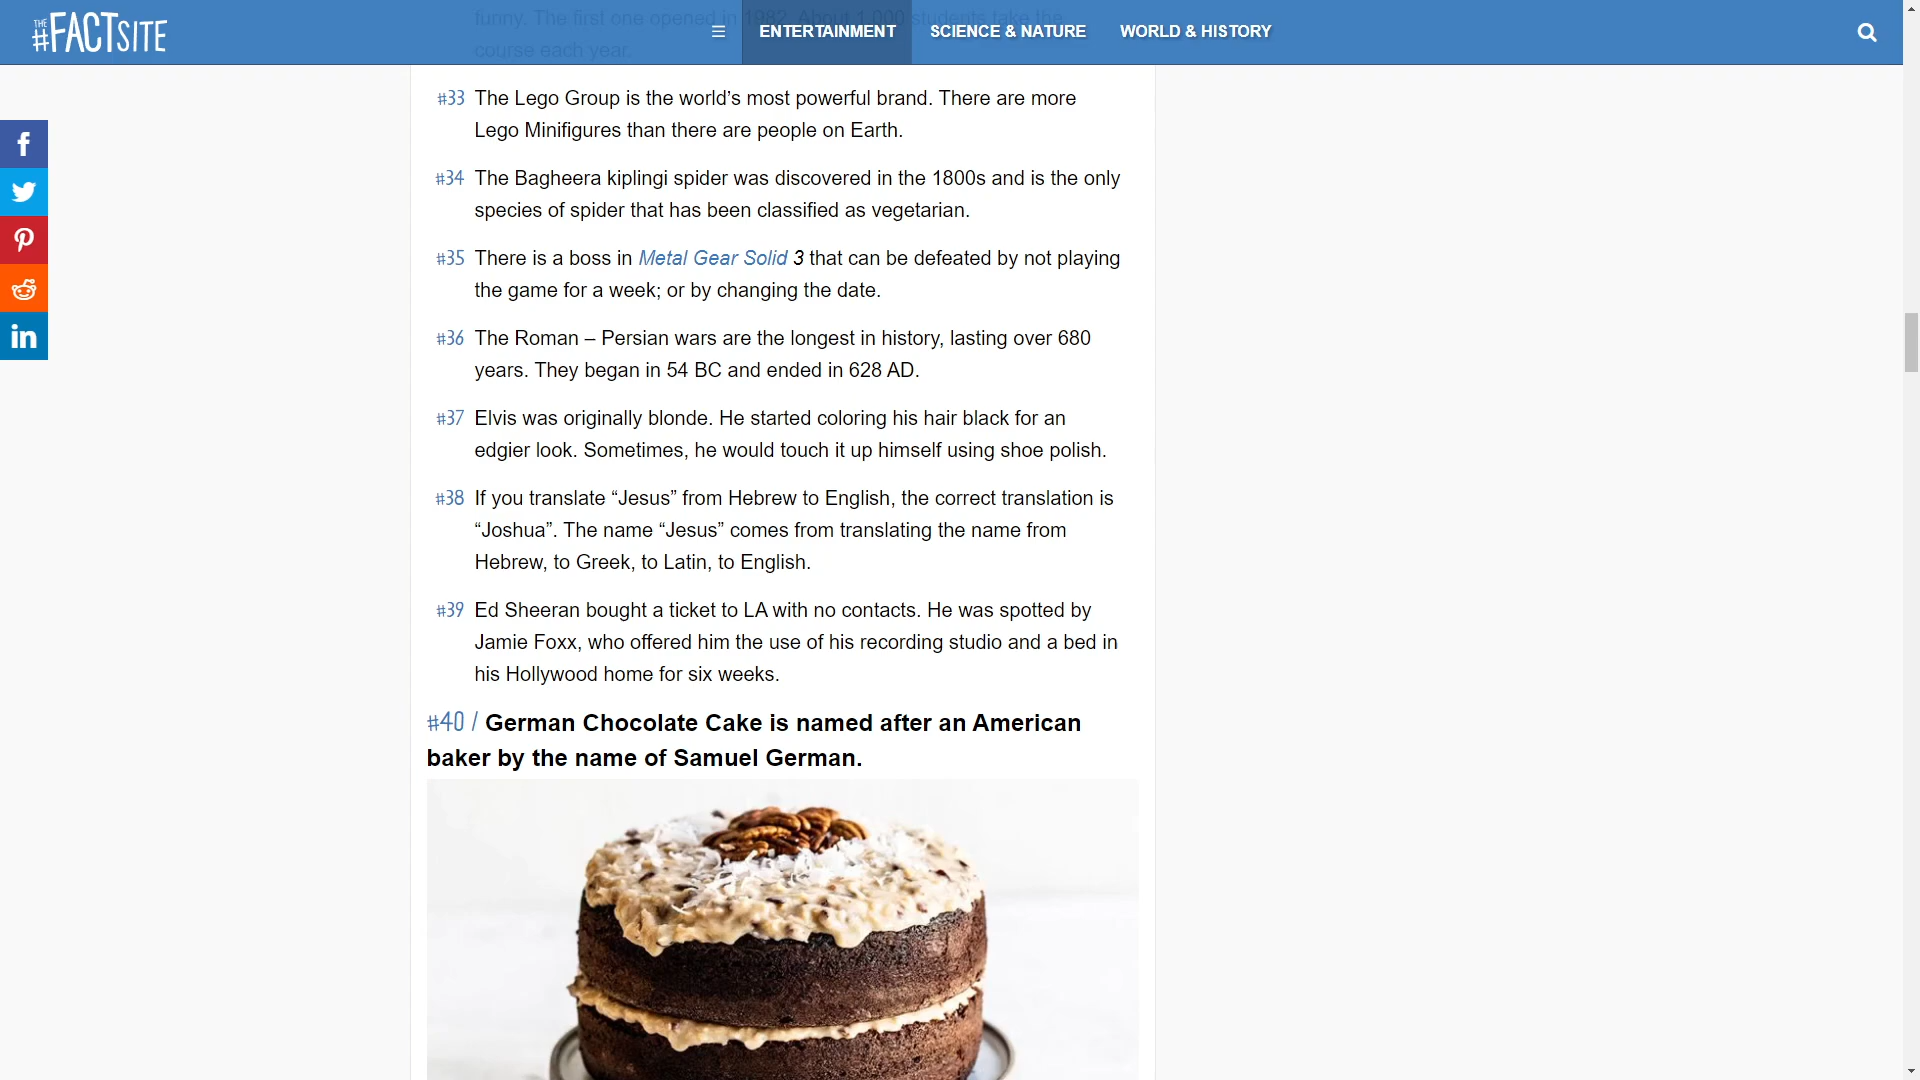 funny. The first one opened in 1982. About 1,000 students take the
course each year.
THE #FACTSITE
☰ ENTERTAINMENT SCIENCE & NATURE WORLD & HISTORY
#33 The Lego Group is the world’s most powerful brand. There are more
Lego Minifigures than there are people on Earth.
#34 The Bagheera kiplingi spider was discovered in the 1800s and is the only
species of spider that has been classified as vegetarian.
#35 There is a boss in Metal Gear Solid 3 that can be defeated by not playing
the game for a week; or by changing the date.
#36 The Roman – Persian wars are the longest in history, lasting over 680
years. They began in 54 BC and ended in 628 AD.
#37 Elvis was originally blonde. He started coloring his hair black for an
edgier look. Sometimes, he would touch it up himself using shoe polish.
#38 If you translate “Jesus” from Hebrew to English, the correct translation is
“Joshua”. The name “Jesus” comes from translating the name from
Hebrew, to Greek, to Latin, to English.
#39 Ed Sheeran bought a ticket to LA with no contacts. He was spotted by
Jamie Foxx, who offered him the use of his recording studio and a bed in
his Hollywood home for six weeks.
#40 / German Chocolate Cake is named after an American
baker by the name of Samuel German.